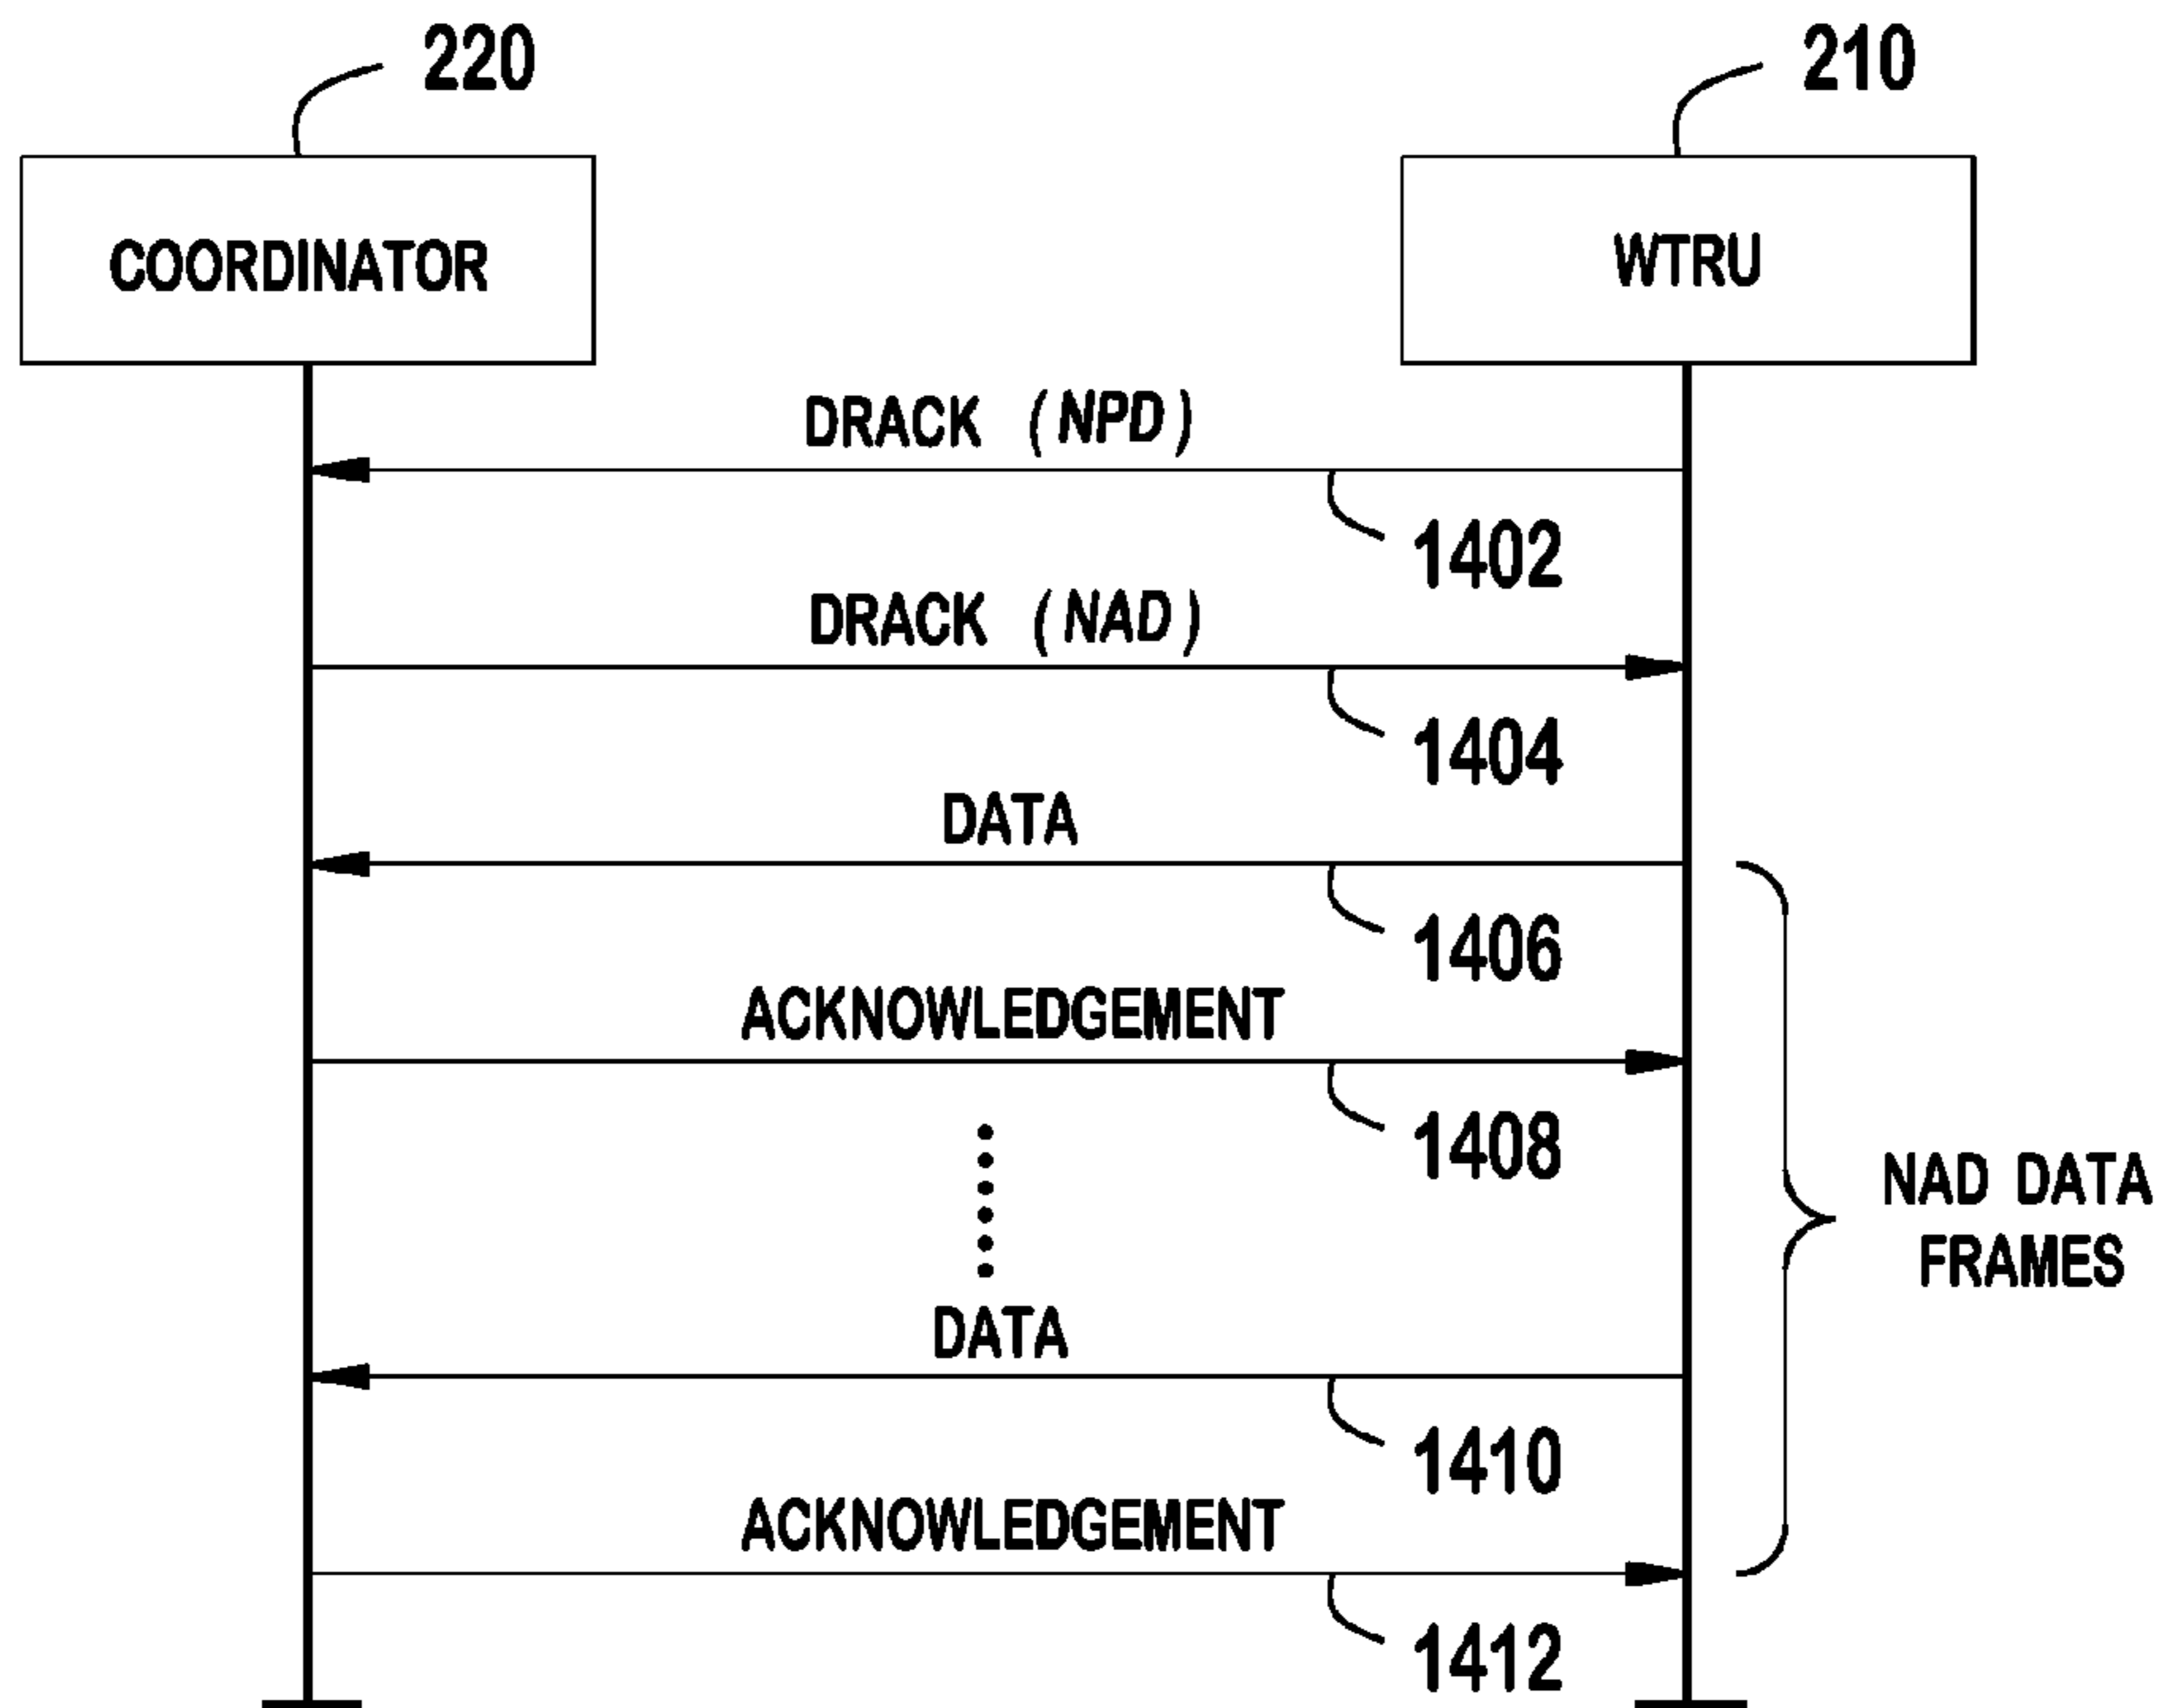 220
210
COORDINATOR
WTRU
DRACK (NPD)
1402
DRACK (NAD)
1404
DATA
1406
ACKNOWLEDGEMENT
1408
NAD DATA
FRAMES
DATA
1410
ACKNOWLEDGEMENT
1412